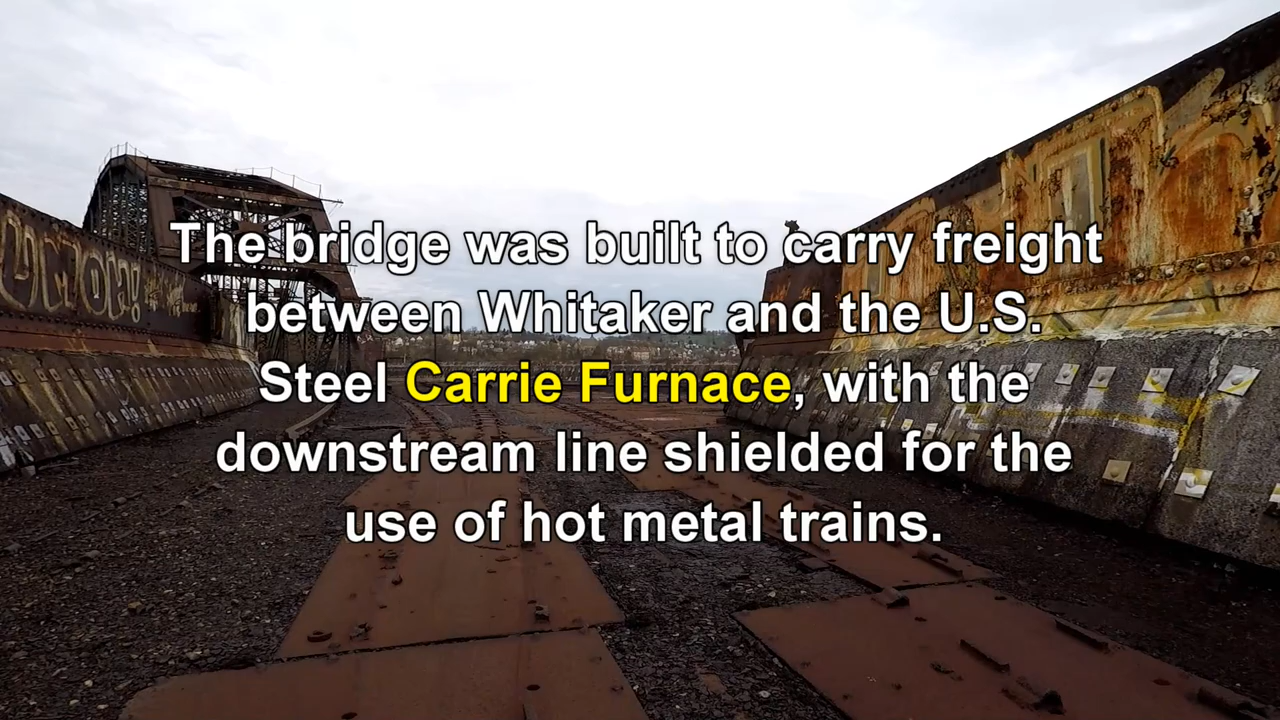 The bridge was built to carry freight
between Whitaker and the U.S.
Steel Carrie Furnace, with the
downstream line shielded for the
use of hot metal trains.